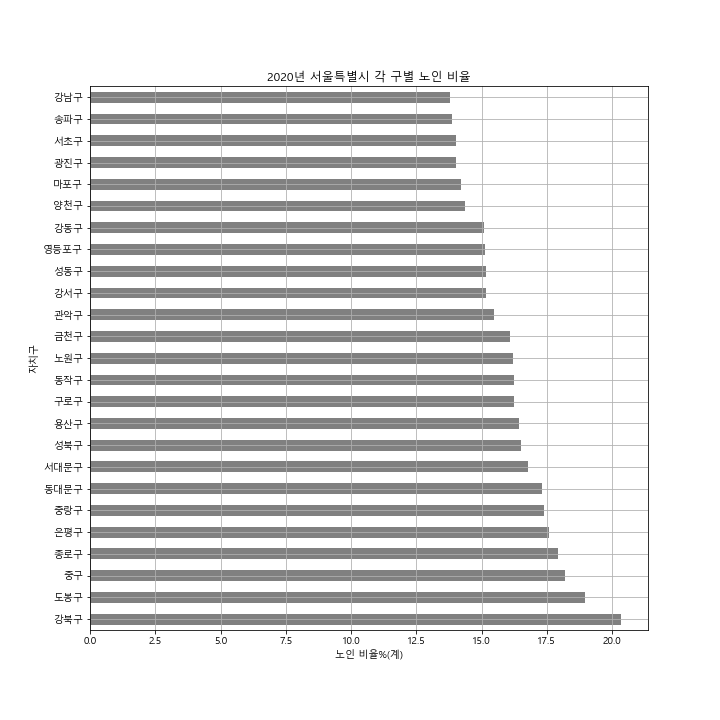 2020년 서울특별시 각 구별 노인 비율
강남구
송파구
서초구
광진구
마포구
양천구
강동구
영등포구
성동구
강서구
관악구
금천구
노원구
동작구
구로구
용산구
성북구
서대문구
동대문구
중랑구
은평구
종로구
중구
도봉구
강북구
자치구
0.0 2.5 5.0 7.5 10.0 12.5 15.0 17.5 20.0
노인 비율%(계)